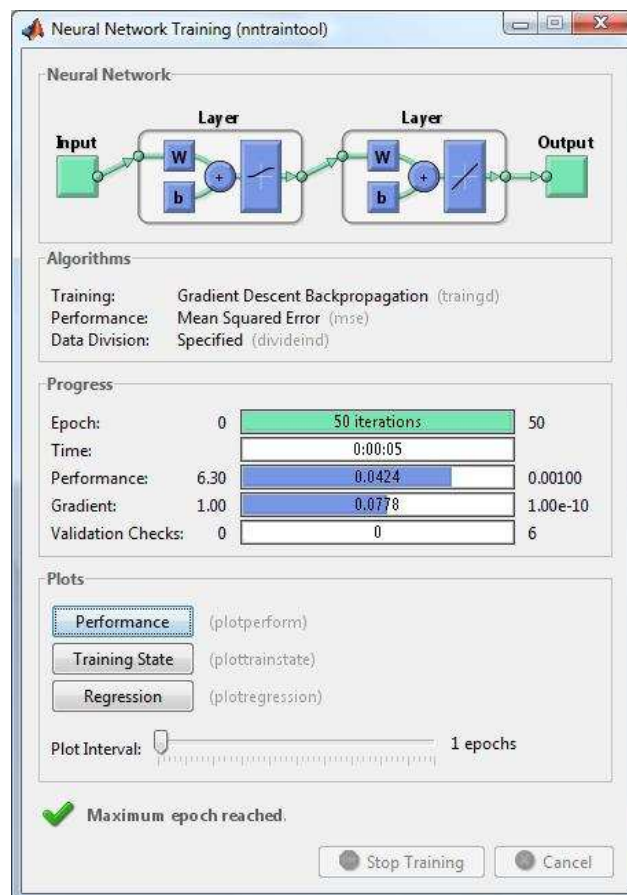 Neural Network Training (nntraintool)
Neural Network
Layer Layer
Input Output
W W
+ +
b b
Algorithms
Training: Gradient Descent Backpropagation (traingd)
Performance: Mean Squared Error (mse)
Data Division: Specified (divideind)
Progress
Epoch: 0 50 iterations 50
Time: 0:00:05
Performance: 6.30 0.0424 0.00100
Gradient: 1.00 0.0778 1.00e-10
Validation Checks: 0 0 6
Plots
Performance (plotperform)
Training State (plottrainstate)
Regression (plotregression)
Plot Interval: 1 epochs
Maximum epoch reached.
Stop Training Cancel